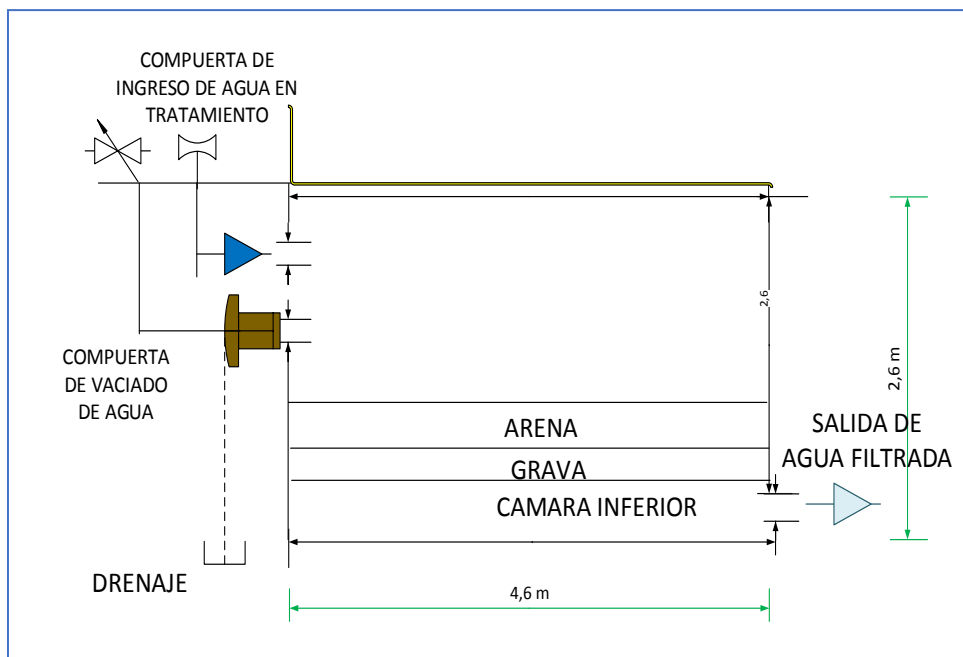 COMPUERTA DE
INGRESO DE AGUA EN
TRATAMIENTO
2,6
2,6 m
COMPUERTA
DE VACIADO
DE AGUA
ARENA
GRAVA
CAMARA INFERIOR
SALIDA DE
AGUA FILTRADA
DRENAJE
4,6 m